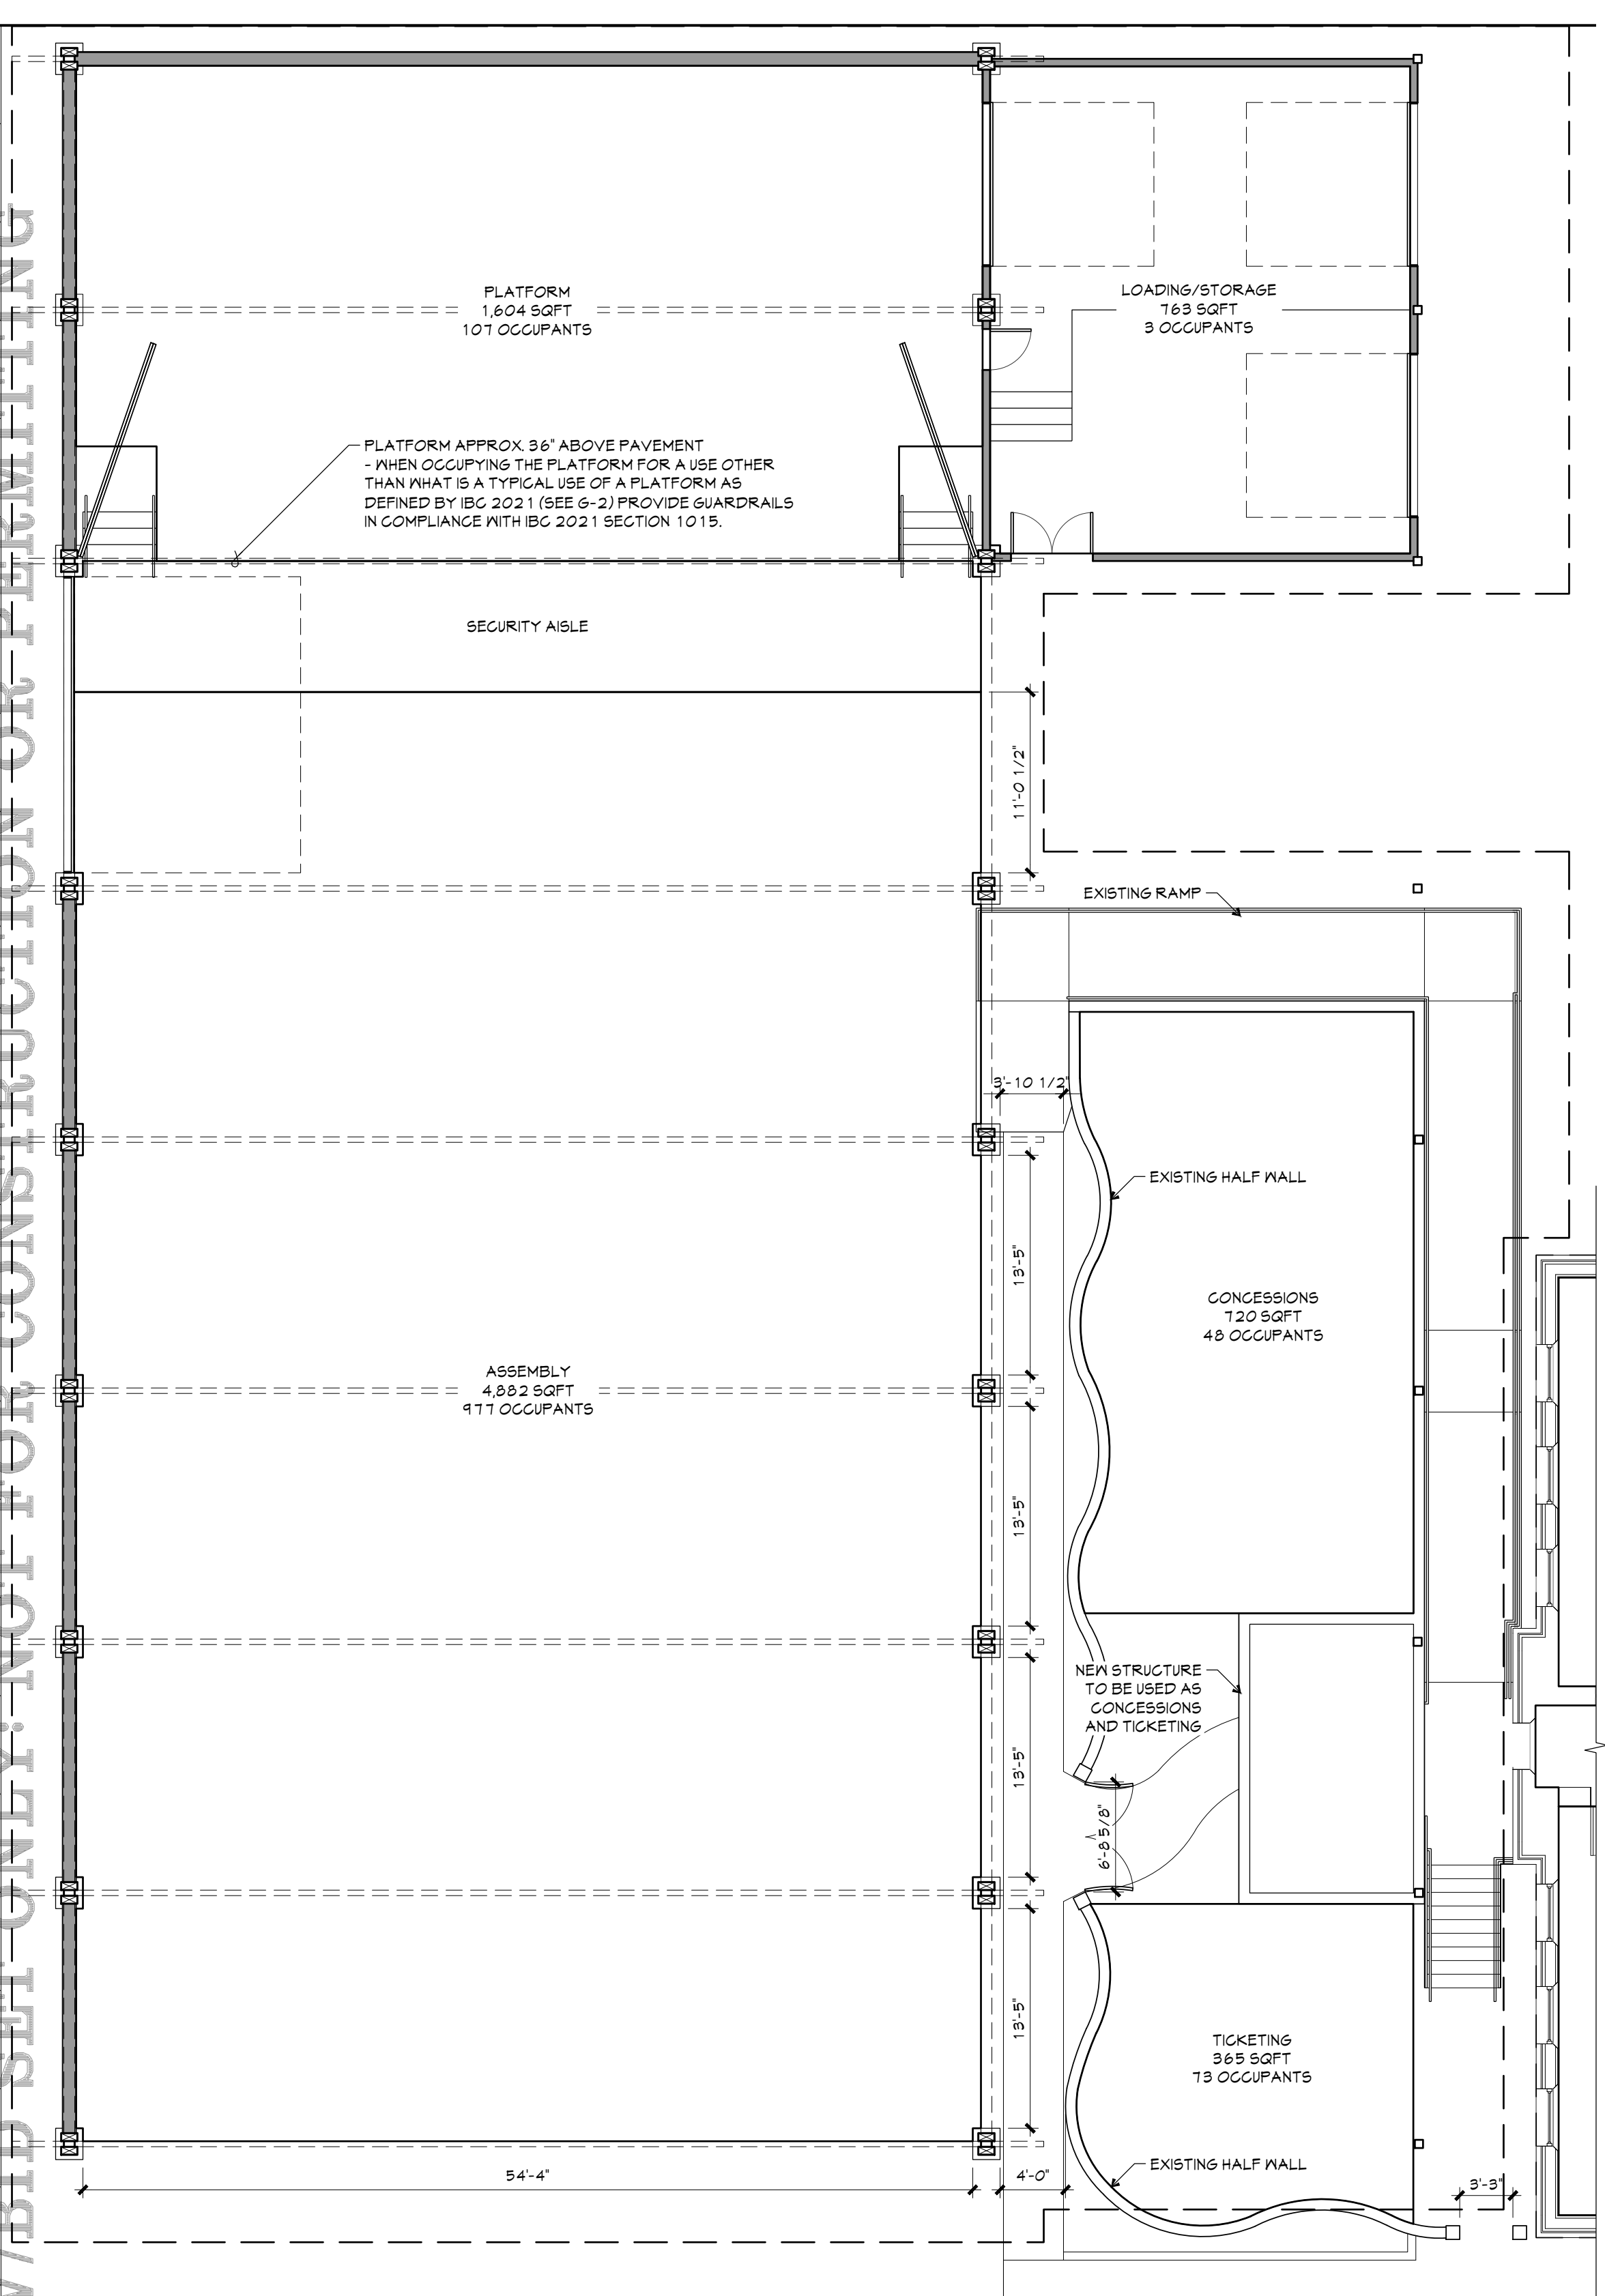 PLATFORM
1,604 SQFT
107 OCCUPANTS
LOADING/STORAGE
763 SQFT
3 OCCUPANTS
PLATFORM APPROX. 36" ABOVE PAVEMENT
- WHEN OCCUPYING THE PLATFORM FOR A USE OTHER
THAN WHAT IS A TYPICAL USE OF A PLATFORM AS
DEFINED BY IBC 2021 (SEE G-2) PROVIDE GUARDRAILS
IN COMPLIANCE WITH IBC 2021 SECTION 1015.
SECURITY AISLE
11'-0 1/2"
EXISTING RAMP
3'-10 1/2"
EXISTING HALF WALL
13'-5"
CONCESSIONS
720 SQFT
48 OCCUPANTS
ASSEMBLY
4,882 SQFT
977 OCCUPANTS
13'-5"
NEW STRUCTURE
TO BE USED AS
CONCESSIONS
AND TICKETING
13'-5"
6'-8 5/8"
13'-5"
TICKETING
365 SQFT
73 OCCUPANTS
EXISTING HALF WALL
54'-4"
4'-0"
3'-3"
BID SET ONLY: NOT FOR CONSTRUCTION OR PERMITTING